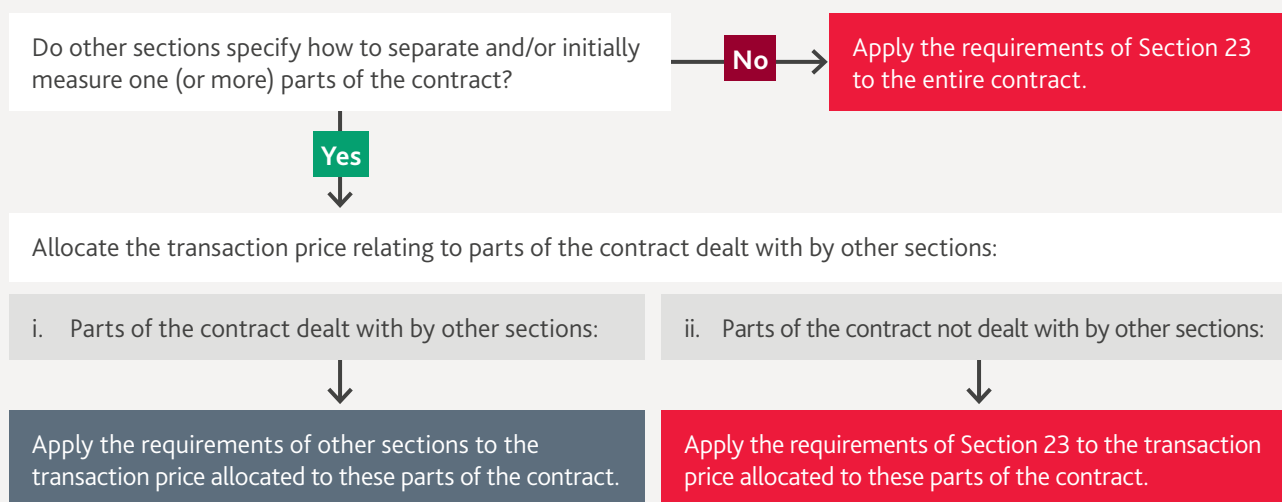 Do other sections specify how to separate and/or initially
measure one (or more) parts of the contract?
No
Apply the requirements of Section 23
to the entire contract.
Yes
Allocate the transaction price relating to parts of the contract dealt with by other sections:
i. Parts of the contract dealt with by other sections:
ii. Parts of the contract not dealt with by other sections:
Apply the requirements of other sections to the
transaction price allocated to these parts of the contract.
Apply the requirements of Section 23 to the transaction
price allocated to these parts of the contract.